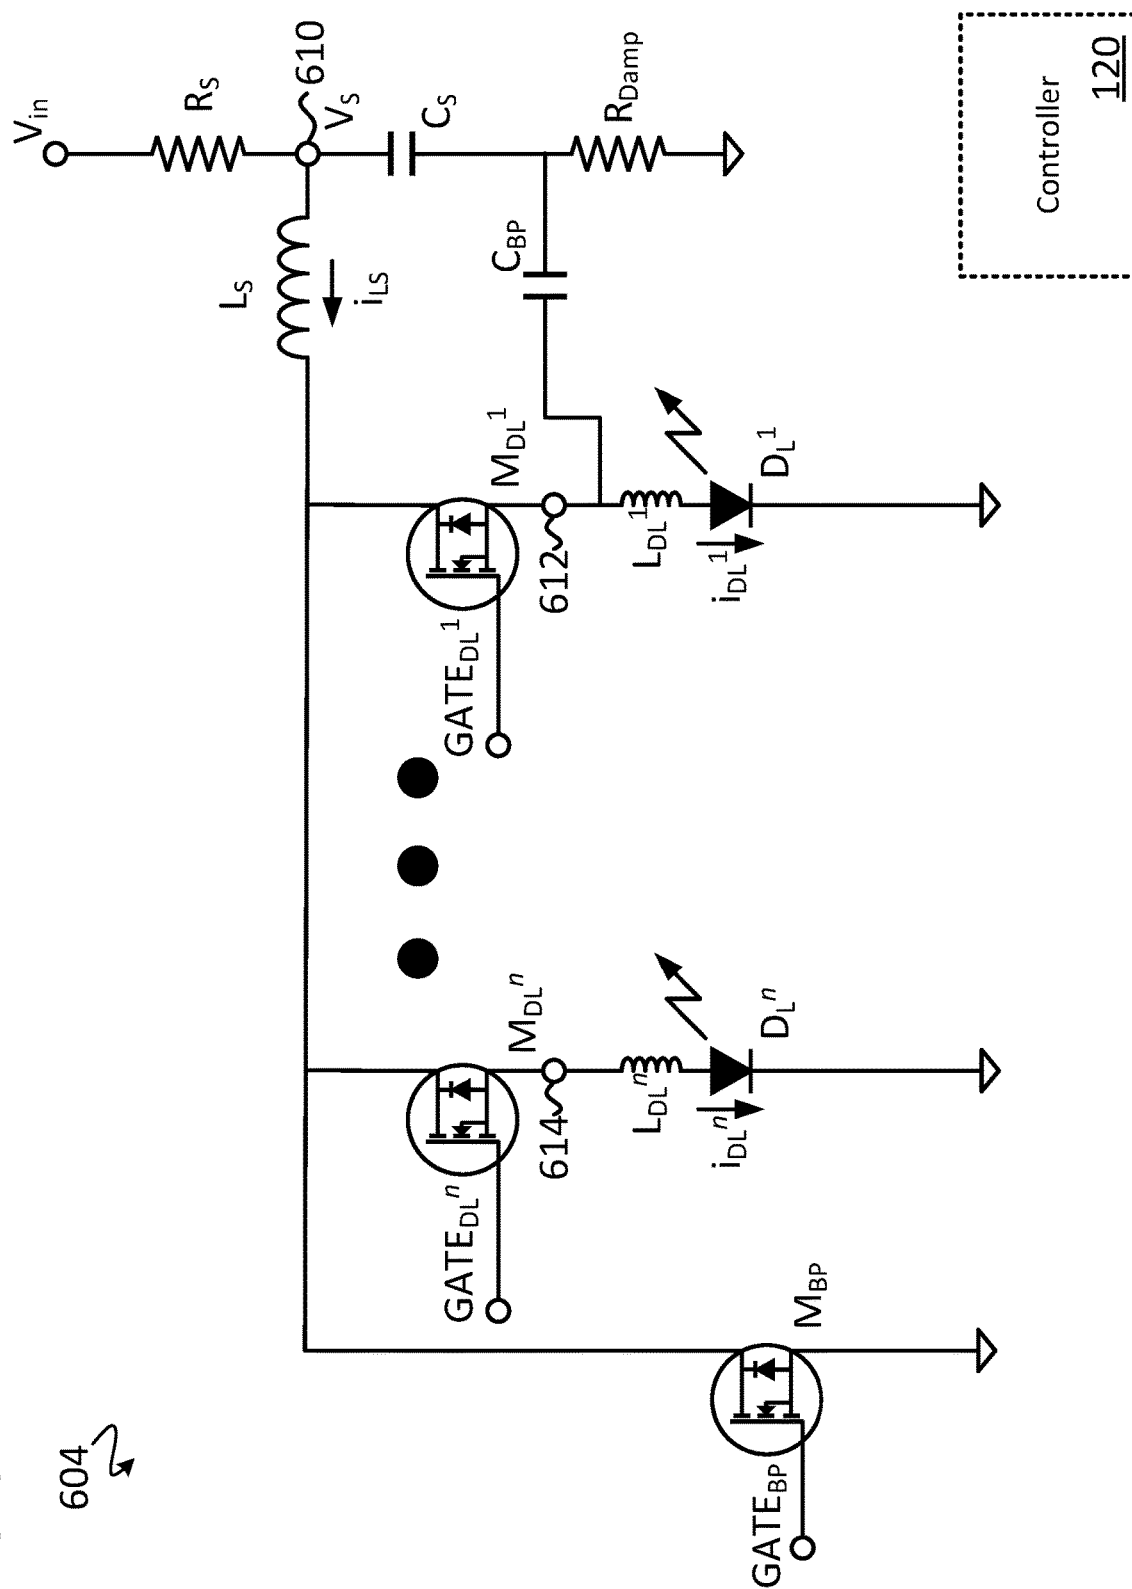 604
V_in
R_S
610
V_S
C_S
R_Damp
L_S
i_LS
C_BP
M_DL^1
GATE_DL^1
612
L_DL^1
i_DL^1
D_L^1
M_DL^n
GATE_DL^n
614
L_DL^n
i_DL^n
D_L^n
M_BP
GATE_BP
Controller
120